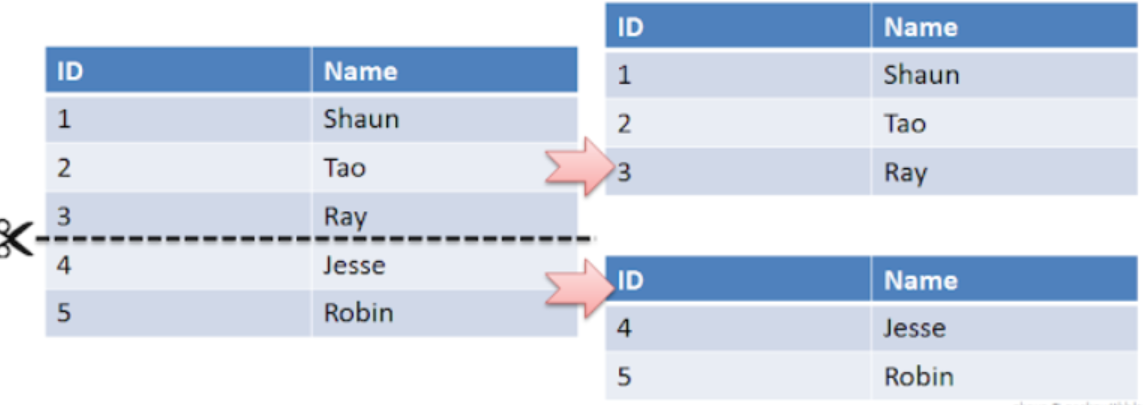 ID Name
1 Shaun
2 Tao
3 Ray
4 Jesse
5 Robin
ID Name
1 Shaun
2 Tao
3 Ray
ID Name
4 Jesse
5 Robin